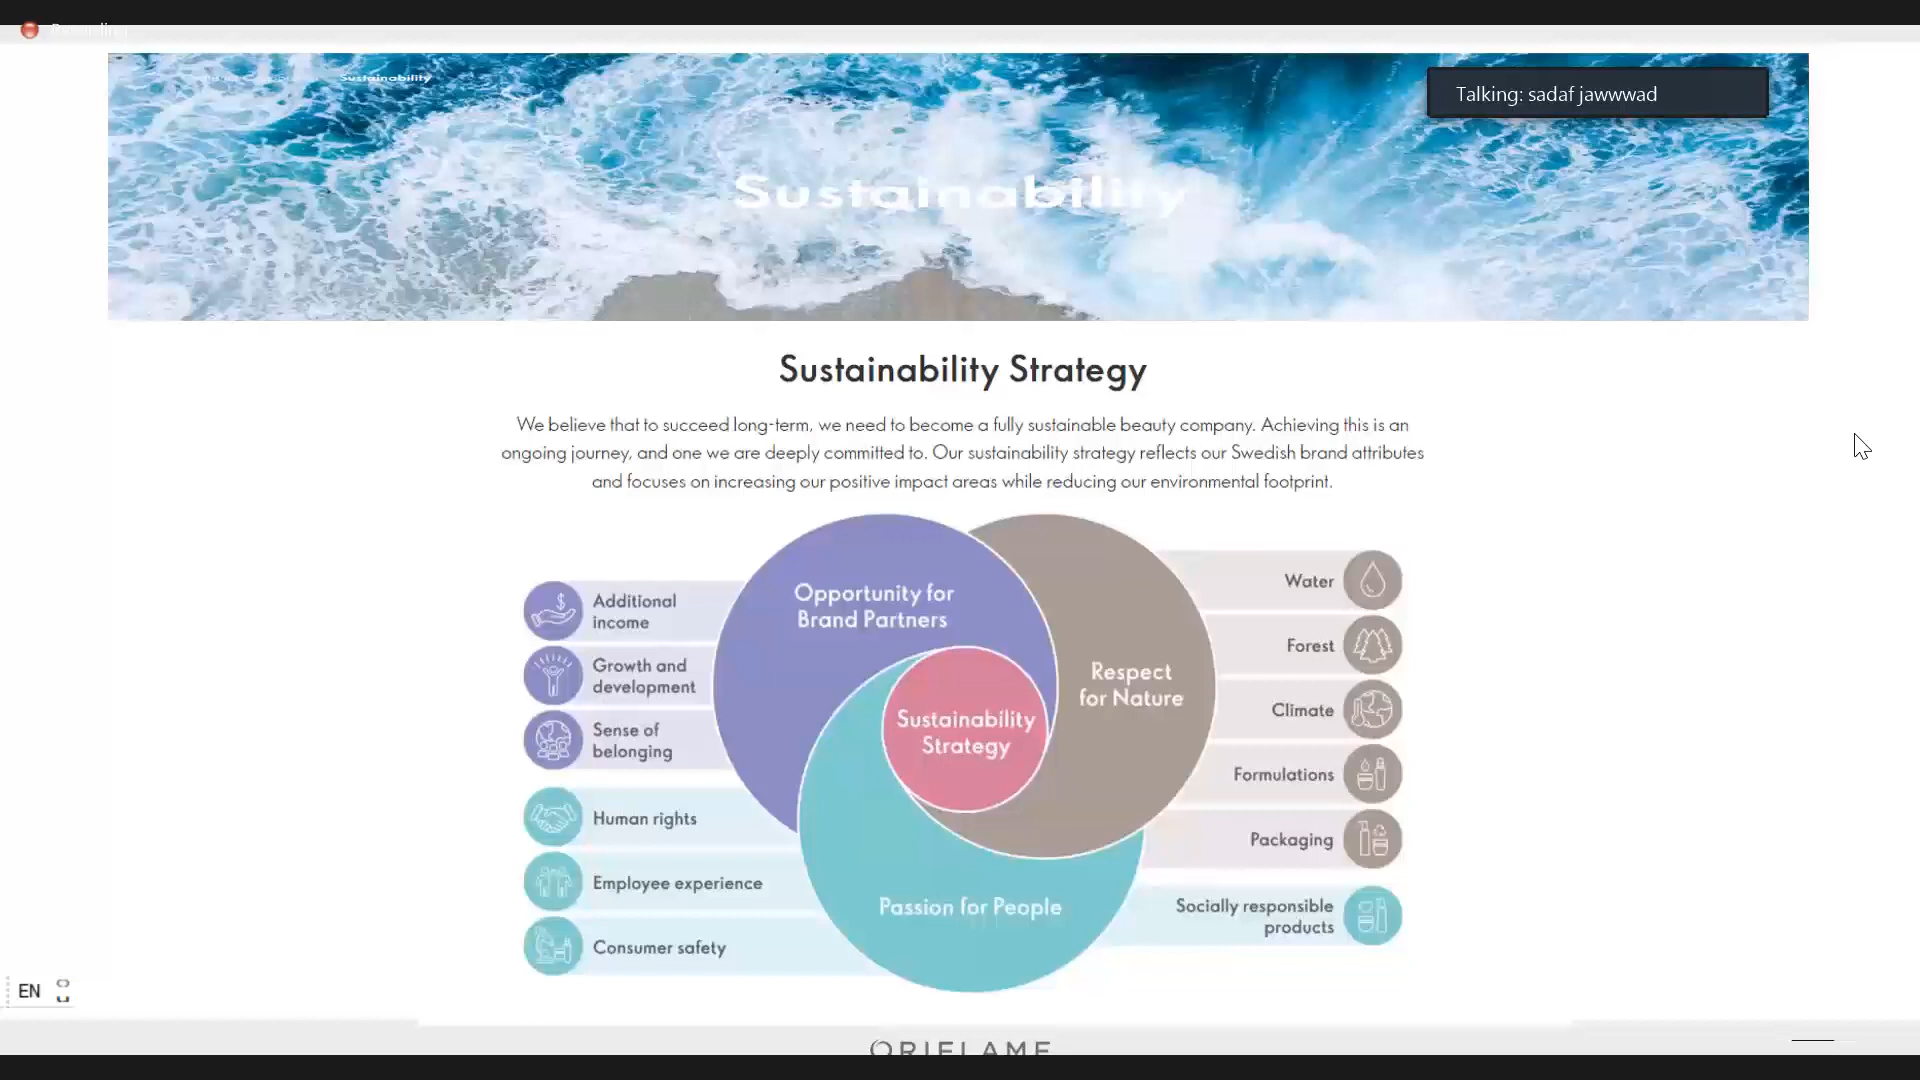 Sustainability
Talking: sadaf jawwwad
Sustainability
Sustainability Strategy
We believe that to succeed long-term, we need to become a fully sustainable beauty company. Achieving this is an
ongoing journey, and one we are deeply committed to. Our sustainability strategy reflects our Swedish brand attributes
and focuses on increasing our positive impact areas while reducing our environmental footprint.
Opportunity for
Brand Partners
Respect
for Nature
Sustainability
Strategy
Passion for People
Additional
income
Growth and
development
Sense of
belonging
Human rights
Employee experience
Consumer safety
Water
Forest
Climate
Formulations
Packaging
Socially responsible
products
EN
ORIFLAME